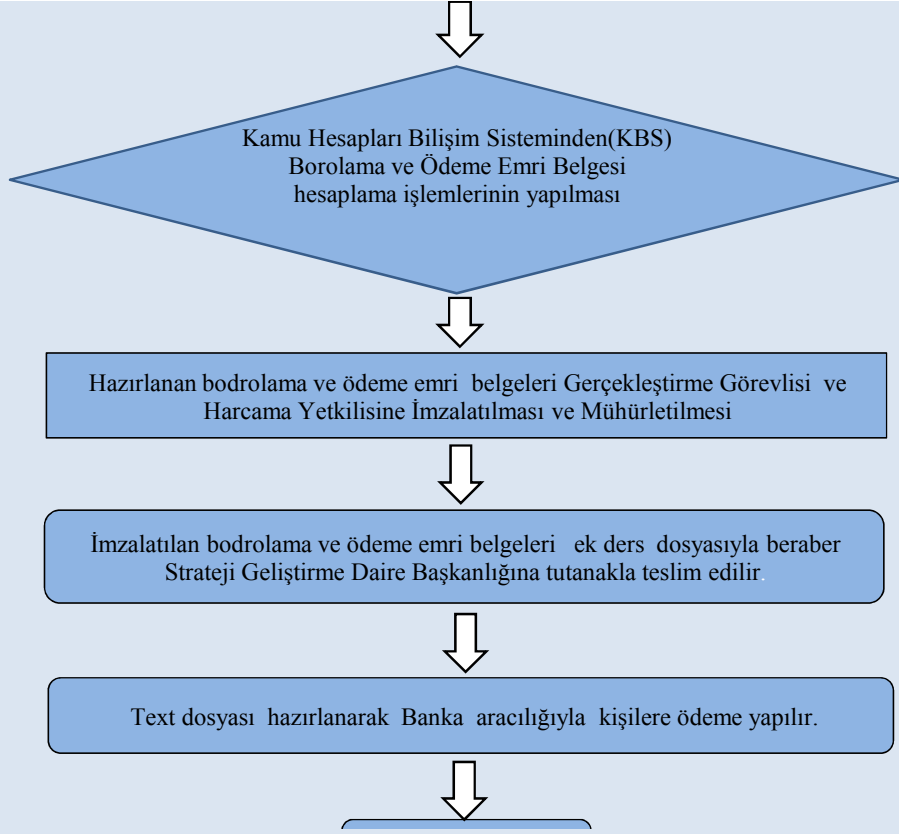 Kamu Hesapları Bilişim Sisteminden(KBS)
Borolama ve Ödeme Emri Belgesi
hesaplama işlemlerinin yapılması
Hazırlanan bodrolama ve ödeme emri belgeleri Gerçekleştirme Görevlisi ve
Harcama Yetkilisine İmzalatılması ve Mühürletilmesi
İmzalatılan bodrolama ve ödeme emri belgeleri ek ders dosyasıyla beraber
Strateji Geliştirme Daire Başkanlığına tutanakla teslim edilir.
Text dosyası hazırlanarak Banka aracılığıyla kişilere ödeme yapılır.